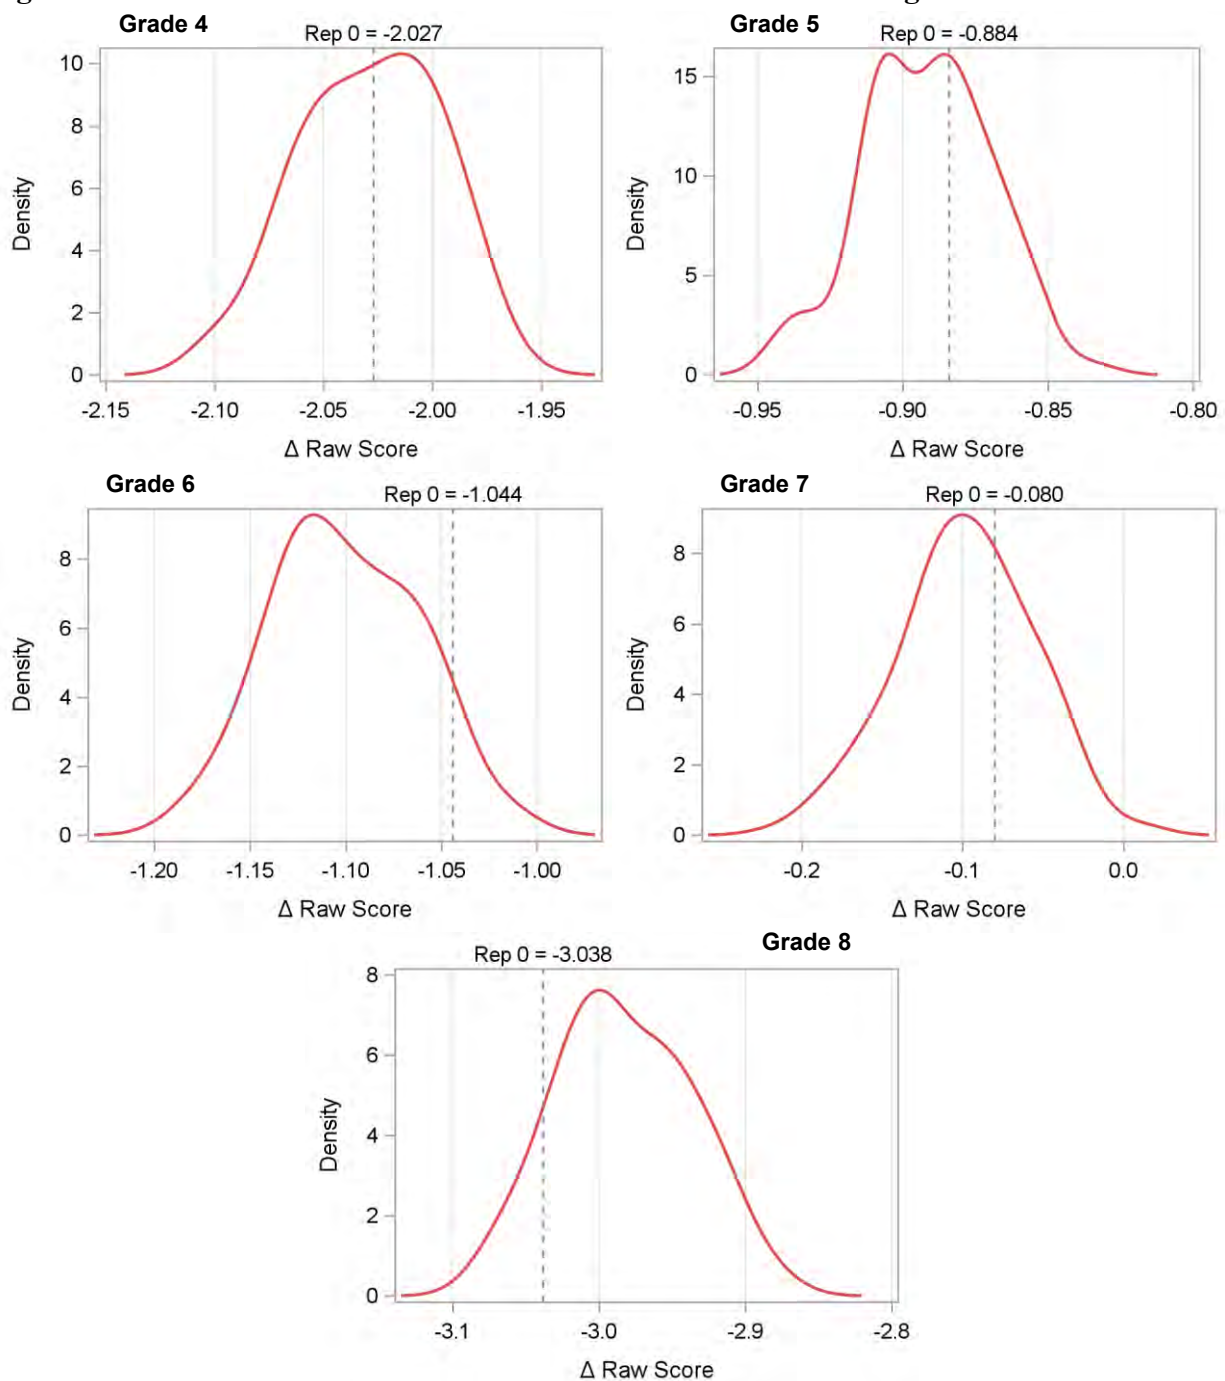 Grade 4
Rep 0 = -2.027
10
8
6
4
2
0
Density
-2.15 -2.10 -2.05 -2.00 -1.95
Δ Raw Score
Grade 5
Rep 0 = -0.884
15
10
5
0
Density
-0.95 -0.90 -0.85 -0.80
Δ Raw Score
Grade 6
Rep 0 = -1.044
8
6
4
2
0
Density
-1.20 -1.15 -1.10 -1.05 -1.00
Δ Raw Score
Grade 7
Rep 0 = -0.080
8
6
4
2
0
Density
-0.2 -0.1 0.0
Δ Raw Score
Grade 8
Rep 0 = -3.038
8
6
4
2
0
Density
-3.1 -3.0 -2.9 -2.8
Δ Raw Score